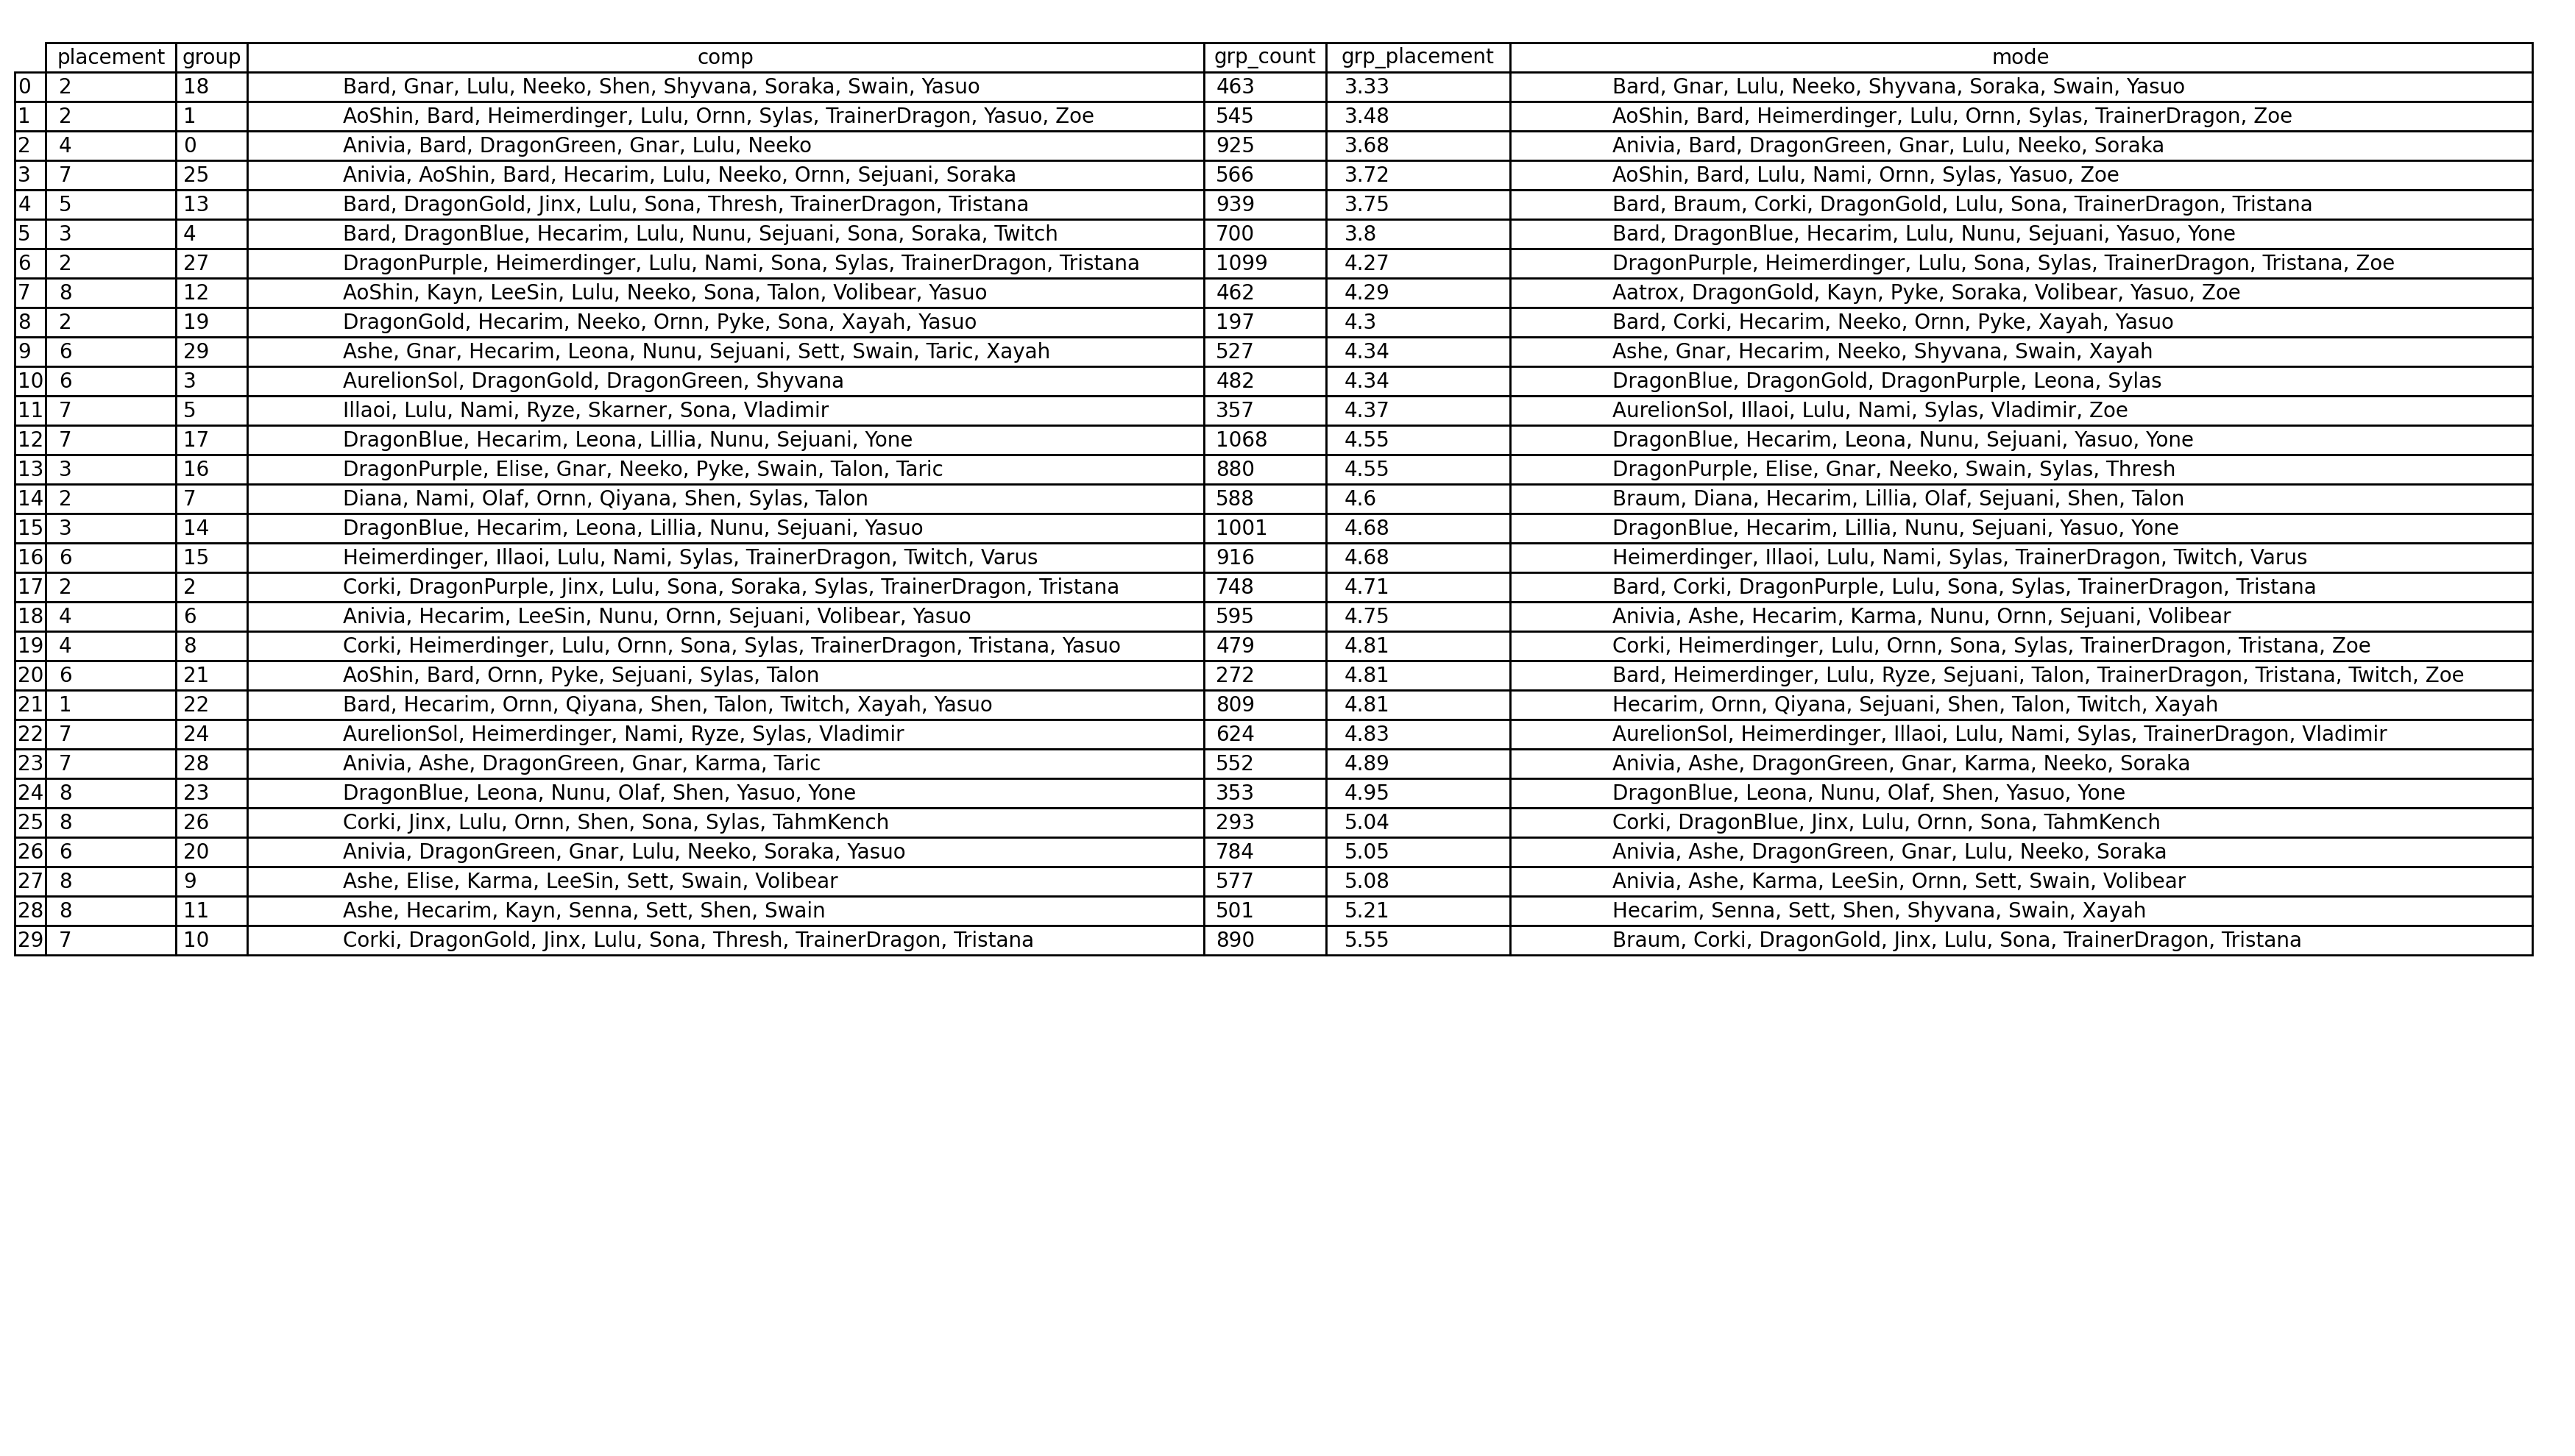 placement group comp grp_count grp_placement mode
0 2 18 Bard, Gnar, Lulu, Neeko, Shen, Shyvana, Soraka, Swain, Yasuo 463 3.33 Bard, Gnar, Lulu, Neeko, Shyvana, Soraka, Swain, Yasuo
1 2 1 AoShin, Bard, Heimerdinger, Lulu, Ornn, Sylas, TrainerDragon, Yasuo, Zoe 545 3.48 AoShin, Bard, Heimerdinger, Lulu, Ornn, Sylas, TrainerDragon, Zoe
2 4 0 Anivia, Bard, DragonGreen, Gnar, Lulu, Neeko 925 3.68 Anivia, Bard, DragonGreen, Gnar, Lulu, Neeko, Soraka
3 7 25 Anivia, AoShin, Bard, Hecarim, Lulu, Neeko, Ornn, Sejuani, Soraka 566 3.72 AoShin, Bard, Lulu, Nami, Ornn, Sylas, Yasuo, Zoe
4 5 13 Bard, DragonGold, Jinx, Lulu, Sona, Thresh, TrainerDragon, Tristana 939 3.75 Bard, Braum, Corki, DragonGold, Lulu, Sona, TrainerDragon, Tristana
5 3 4 Bard, DragonBlue, Hecarim, Lulu, Nunu, Sejuani, Sona, Soraka, Twitch 700 3.8 Bard, DragonBlue, Hecarim, Lulu, Nunu, Sejuani, Yasuo, Yone
6 2 27 DragonPurple, Heimerdinger, Lulu, Nami, Sona, Sylas, TrainerDragon, Tristana 1099 4.27 DragonPurple, Heimerdinger, Lulu, Sona, Sylas, TrainerDragon, Tristana, Zoe
7 8 12 AoShin, Kayn, LeeSin, Lulu, Neeko, Sona, Talon, Volibear, Yasuo 462 4.29 Aatrox, DragonGold, Kayn, Pyke, Soraka, Volibear, Yasuo, Zoe
8 2 19 DragonGold, Hecarim, Neeko, Ornn, Pyke, Sona, Xayah, Yasuo 197 4.3 Bard, Corki, Hecarim, Neeko, Ornn, Pyke, Xayah, Yasuo
9 6 29 Ashe, Gnar, Hecarim, Leona, Nunu, Sejuani, Sett, Swain, Taric, Xayah 527 4.34 Ashe, Gnar, Hecarim, Neeko, Shyvana, Swain, Xayah
10 6 3 AurelionSol, DragonGold, DragonGreen, Shyvana 482 4.34 DragonBlue, DragonGold, DragonPurple, Leona, Sylas
11 7 5 Illaoi, Lulu, Nami, Ryze, Skarner, Sona, Vladimir 357 4.37 AurelionSol, Illaoi, Lulu, Nami, Sylas, Vladimir, Zoe
12 7 17 DragonBlue, Hecarim, Leona, Lillia, Nunu, Sejuani, Yone 1068 4.55 DragonBlue, Hecarim, Leona, Nunu, Sejuani, Yasuo, Yone
13 3 16 DragonPurple, Elise, Gnar, Neeko, Pyke, Swain, Talon, Taric 880 4.55 DragonPurple, Elise, Gnar, Neeko, Swain, Sylas, Thresh
14 2 7 Diana, Nami, Olaf, Ornn, Qiyana, Shen, Sylas, Talon 588 4.6 Braum, Diana, Hecarim, Lillia, Olaf, Sejuani, Shen, Talon
15 3 14 DragonBlue, Hecarim, Leona, Lillia, Nunu, Sejuani, Yasuo 1001 4.68 DragonBlue, Hecarim, Lillia, Nunu, Sejuani, Yasuo, Yone
16 6 15 Heimerdinger, Illaoi, Lulu, Nami, Sylas, TrainerDragon, Twitch, Varus 916 4.68 Heimerdinger, Illaoi, Lulu, Nami, Sylas, TrainerDragon, Twitch, Varus
17 2 2 Corki, DragonPurple, Jinx, Lulu, Sona, Soraka, Sylas, TrainerDragon, Tristana 748 4.71 Bard, Corki, DragonPurple, Lulu, Sona, Sylas, TrainerDragon, Tristana
18 4 6 Anivia, Hecarim, LeeSin, Nunu, Ornn, Sejuani, Volibear, Yasuo 595 4.75 Anivia, Ashe, Hecarim, Karma, Nunu, Ornn, Sejuani, Volibear
19 4 8 Corki, Heimerdinger, Lulu, Ornn, Sona, Sylas, TrainerDragon, Tristana, Yasuo 479 4.81 Corki, Heimerdinger, Lulu, Ornn, Sona, Sylas, TrainerDragon, Tristana, Zoe
20 6 21 AoShin, Bard, Ornn, Pyke, Sejuani, Sylas, Talon 272 4.81 Bard, Heimerdinger, Lulu, Ryze, Sejuani, Talon, TrainerDragon, Tristana, Twitch, Zoe
21 1 22 Bard, Hecarim, Ornn, Qiyana, Shen, Talon, Twitch, Xayah, Yasuo 809 4.81 Hecarim, Ornn, Qiyana, Sejuani, Shen, Talon, Twitch, Xayah
22 7 24 AurelionSol, Heimerdinger, Nami, Ryze, Sylas, Vladimir 624 4.83 AurelionSol, Heimerdinger, Illaoi, Lulu, Nami, Sylas, TrainerDragon, Vladimir
23 7 28 Anivia, Ashe, DragonGreen, Gnar, Karma, Taric 552 4.89 Anivia, Ashe, DragonGreen, Gnar, Karma, Neeko, Soraka
24 8 23 DragonBlue, Leona, Nunu, Olaf, Shen, Yasuo, Yone 353 4.95 DragonBlue, Leona, Nunu, Olaf, Shen, Yasuo, Yone
25 8 26 Corki, Jinx, Lulu, Ornn, Shen, Sona, Sylas, TahmKench 293 5.04 Corki, DragonBlue, Jinx, Lulu, Ornn, Sona, TahmKench
26 6 20 Anivia, DragonGreen, Gnar, Lulu, Neeko, Soraka, Yasuo 784 5.05 Anivia, Ashe, DragonGreen, Gnar, Lulu, Neeko, Soraka
27 8 9 Ashe, Elise, Karma, LeeSin, Sett, Swain, Volibear 577 5.08 Anivia, Ashe, Karma, LeeSin, Ornn, Sett, Swain, Volibear
28 8 11 Ashe, Hecarim, Kayn, Senna, Sett, Shen, Swain 501 5.21 Hecarim, Senna, Sett, Shen, Shyvana, Swain, Xayah
29 7 10 Corki, DragonGold, Jinx, Lulu, Sona, Thresh, TrainerDragon, Tristana 890 5.55 Braum, Corki, DragonGold, Jinx, Lulu, Sona, TrainerDragon, Tristana